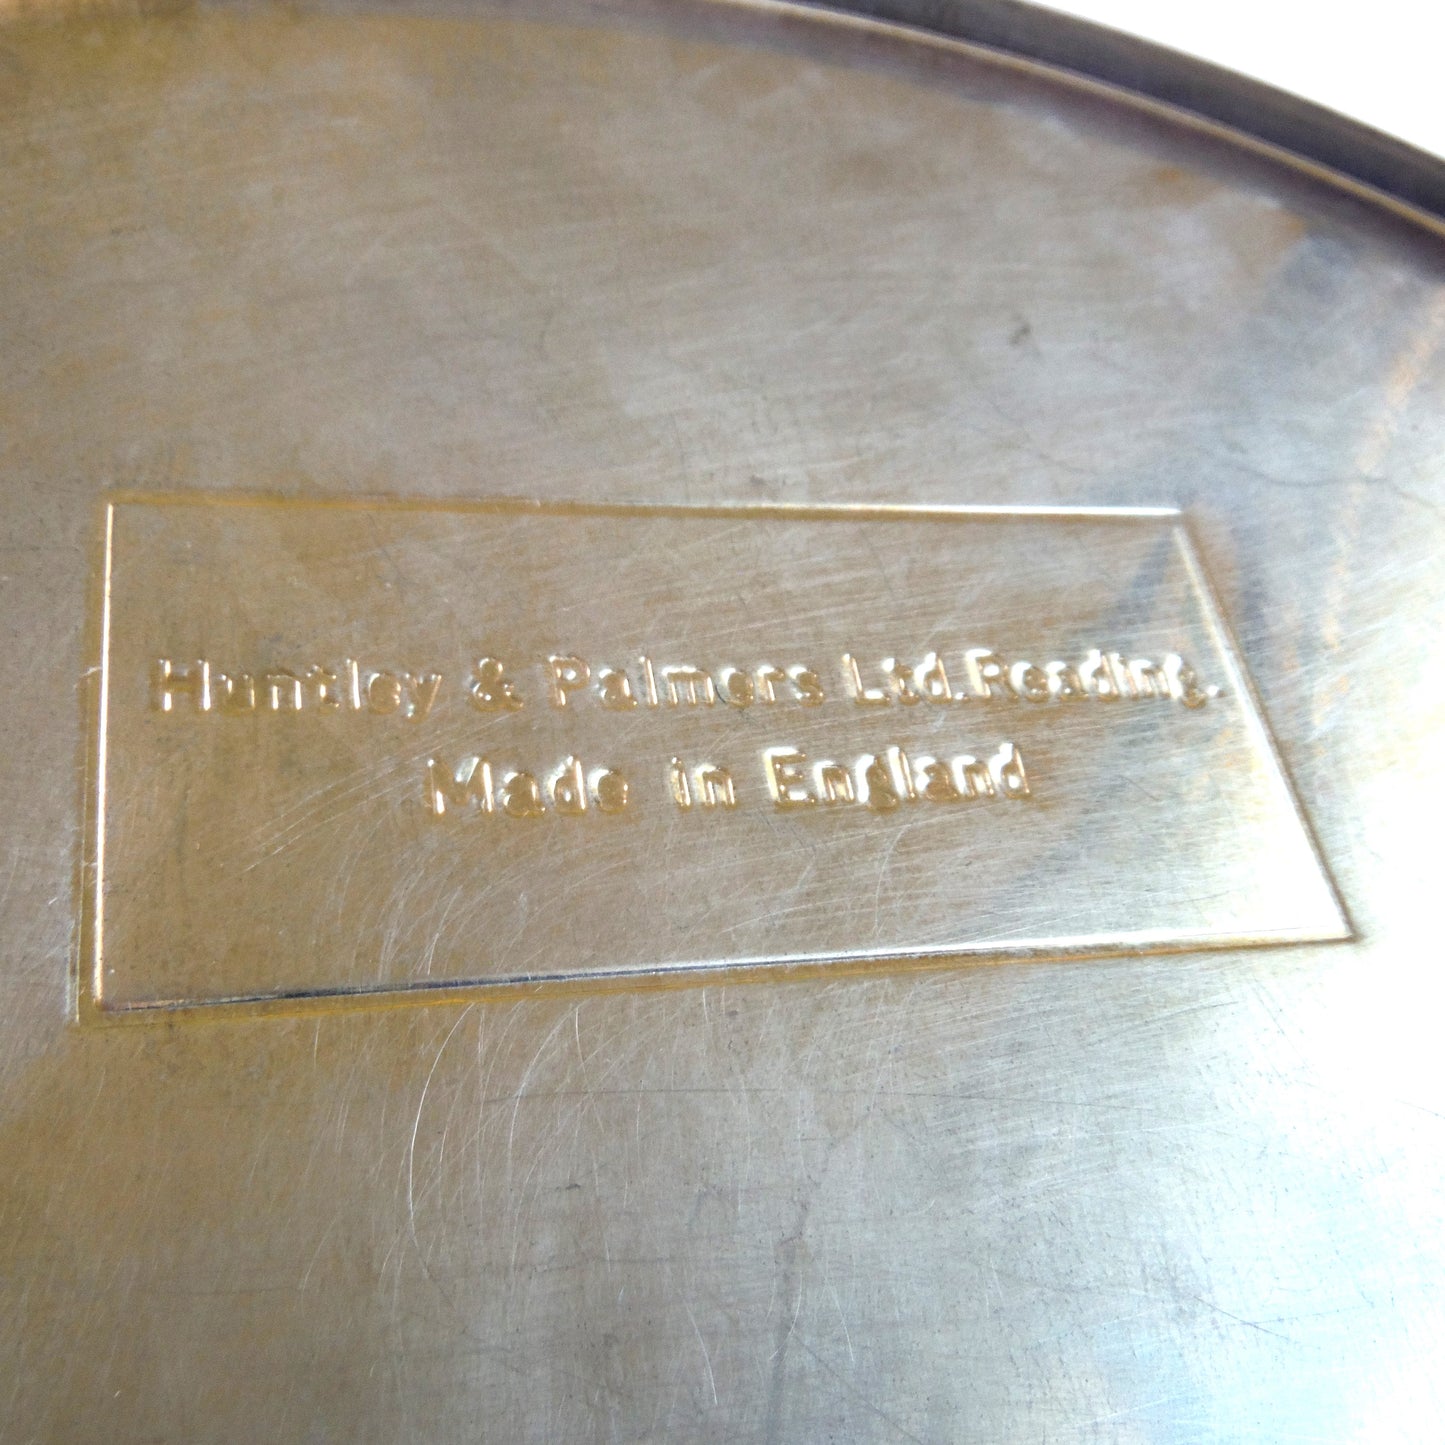 Huntley & Palmers Ltd. Reading.
Made in England